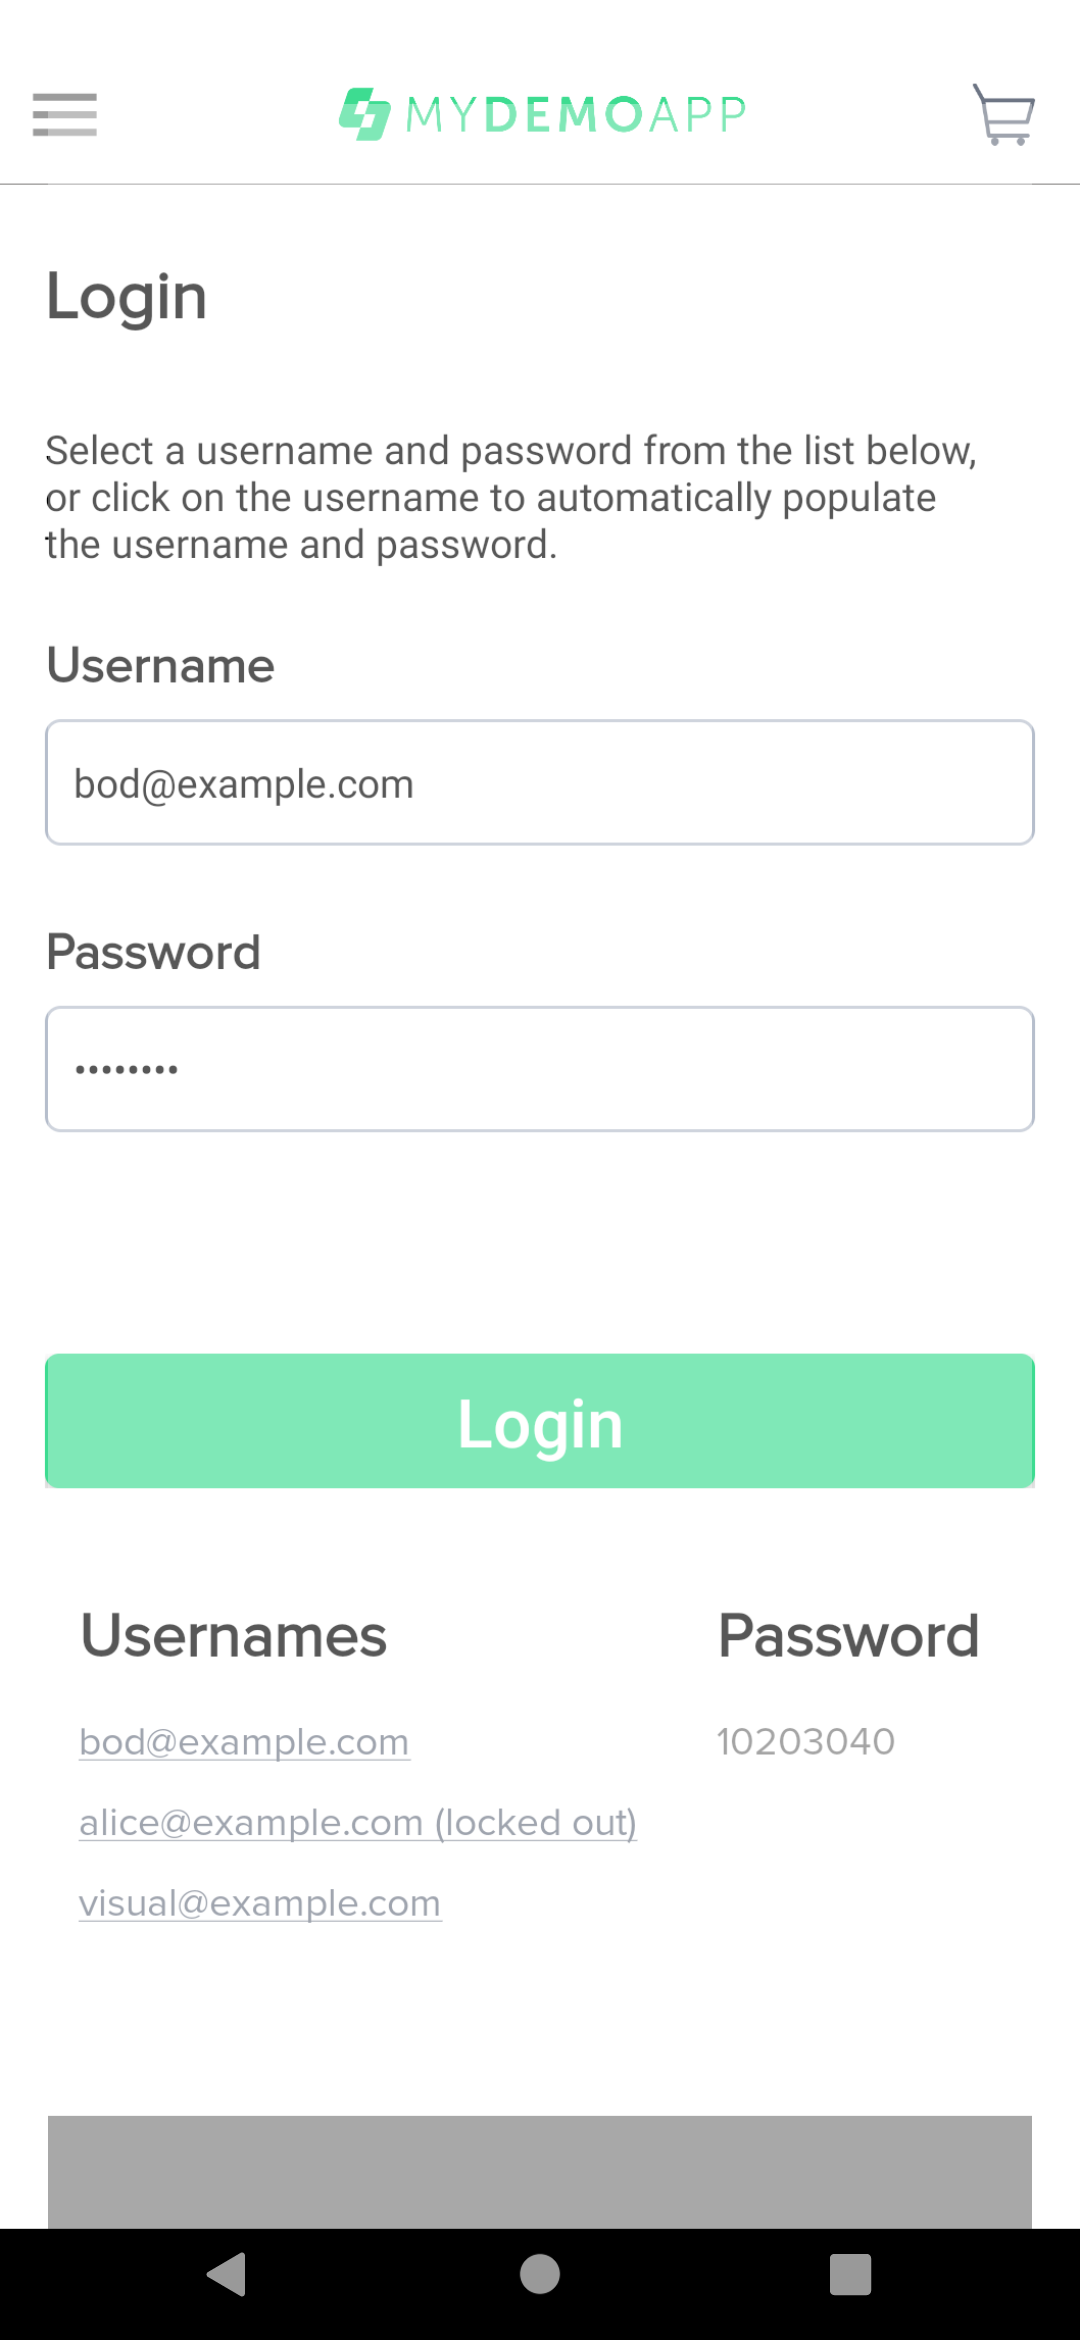 MYDEMOAPP
Login
Select a username and password from the list below,
or click on the username to automatically populate
the username and password.
Username
bod@example.com
Password
••••••••
Login
Usernames Password
bod@example.com 10203040
alice@example.com (locked out)
visual@example.com